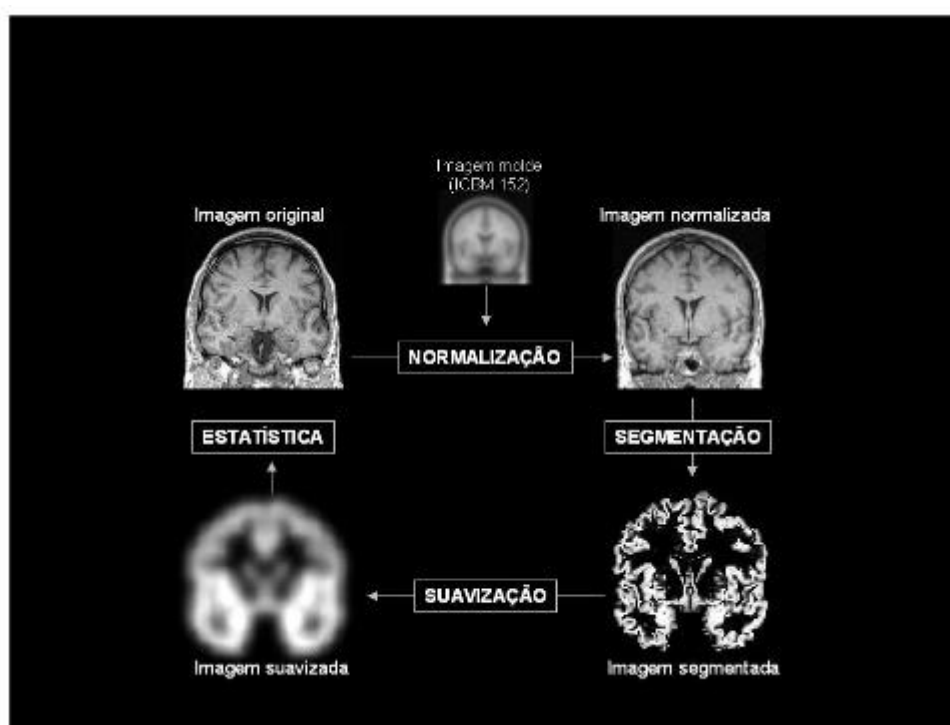 Imagem molde
(ICBM 152)
Imagem original
Imagem normalizada
NORMALIZAÇÃO
ESTATÍSTICA
SEGMENTAÇÃO
SUAVIZAÇÃO
Imagem suavizada
Imagem segmentada